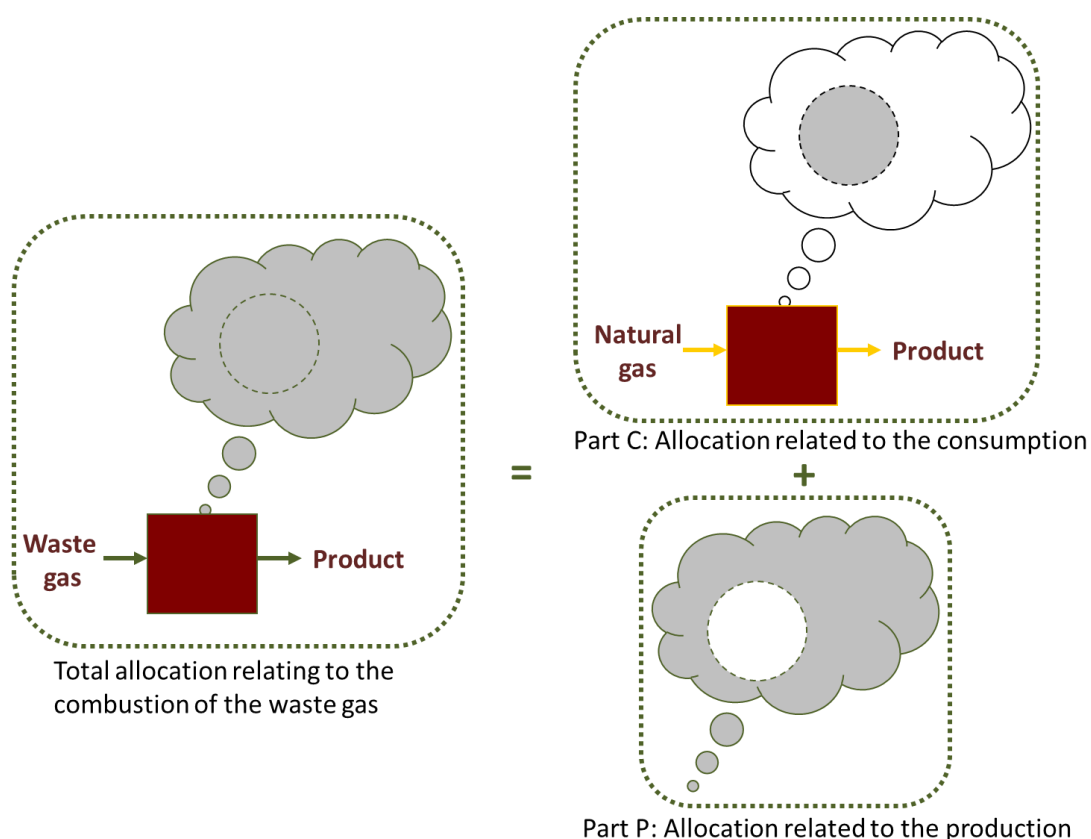 Waste
gas
Product
Total allocation relating to the
combustion of the waste gas
=
Natural
gas
Product
Part C: Allocation related to the consumption
+
Part P: Allocation related to the production